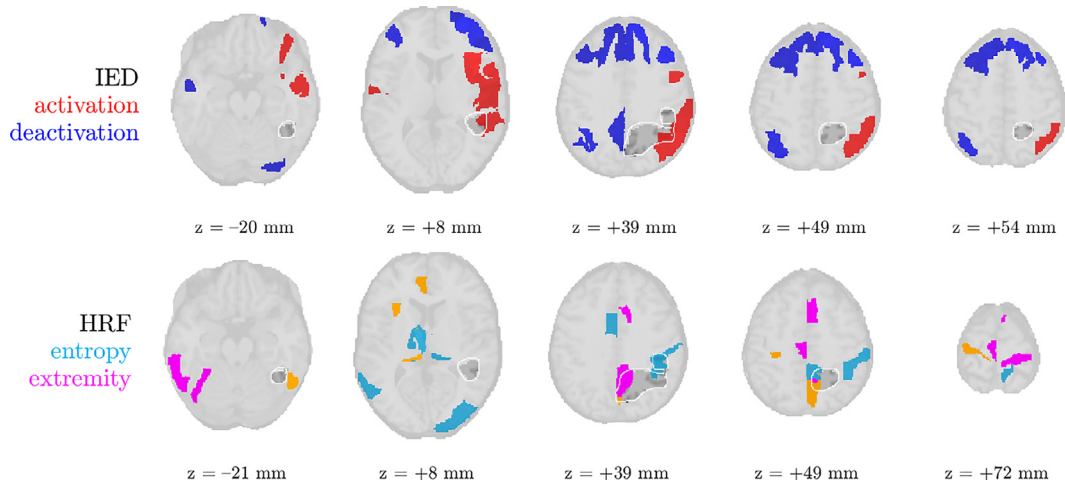 IED
activation
deactivation
z = –20 mm
z = +8 mm
z = +39 mm
z = +49 mm
z = +54 mm
HRF
entropy
extremity
z = –21 mm
z = +8 mm
z = +39 mm
z = +49 mm
z = +72 mm